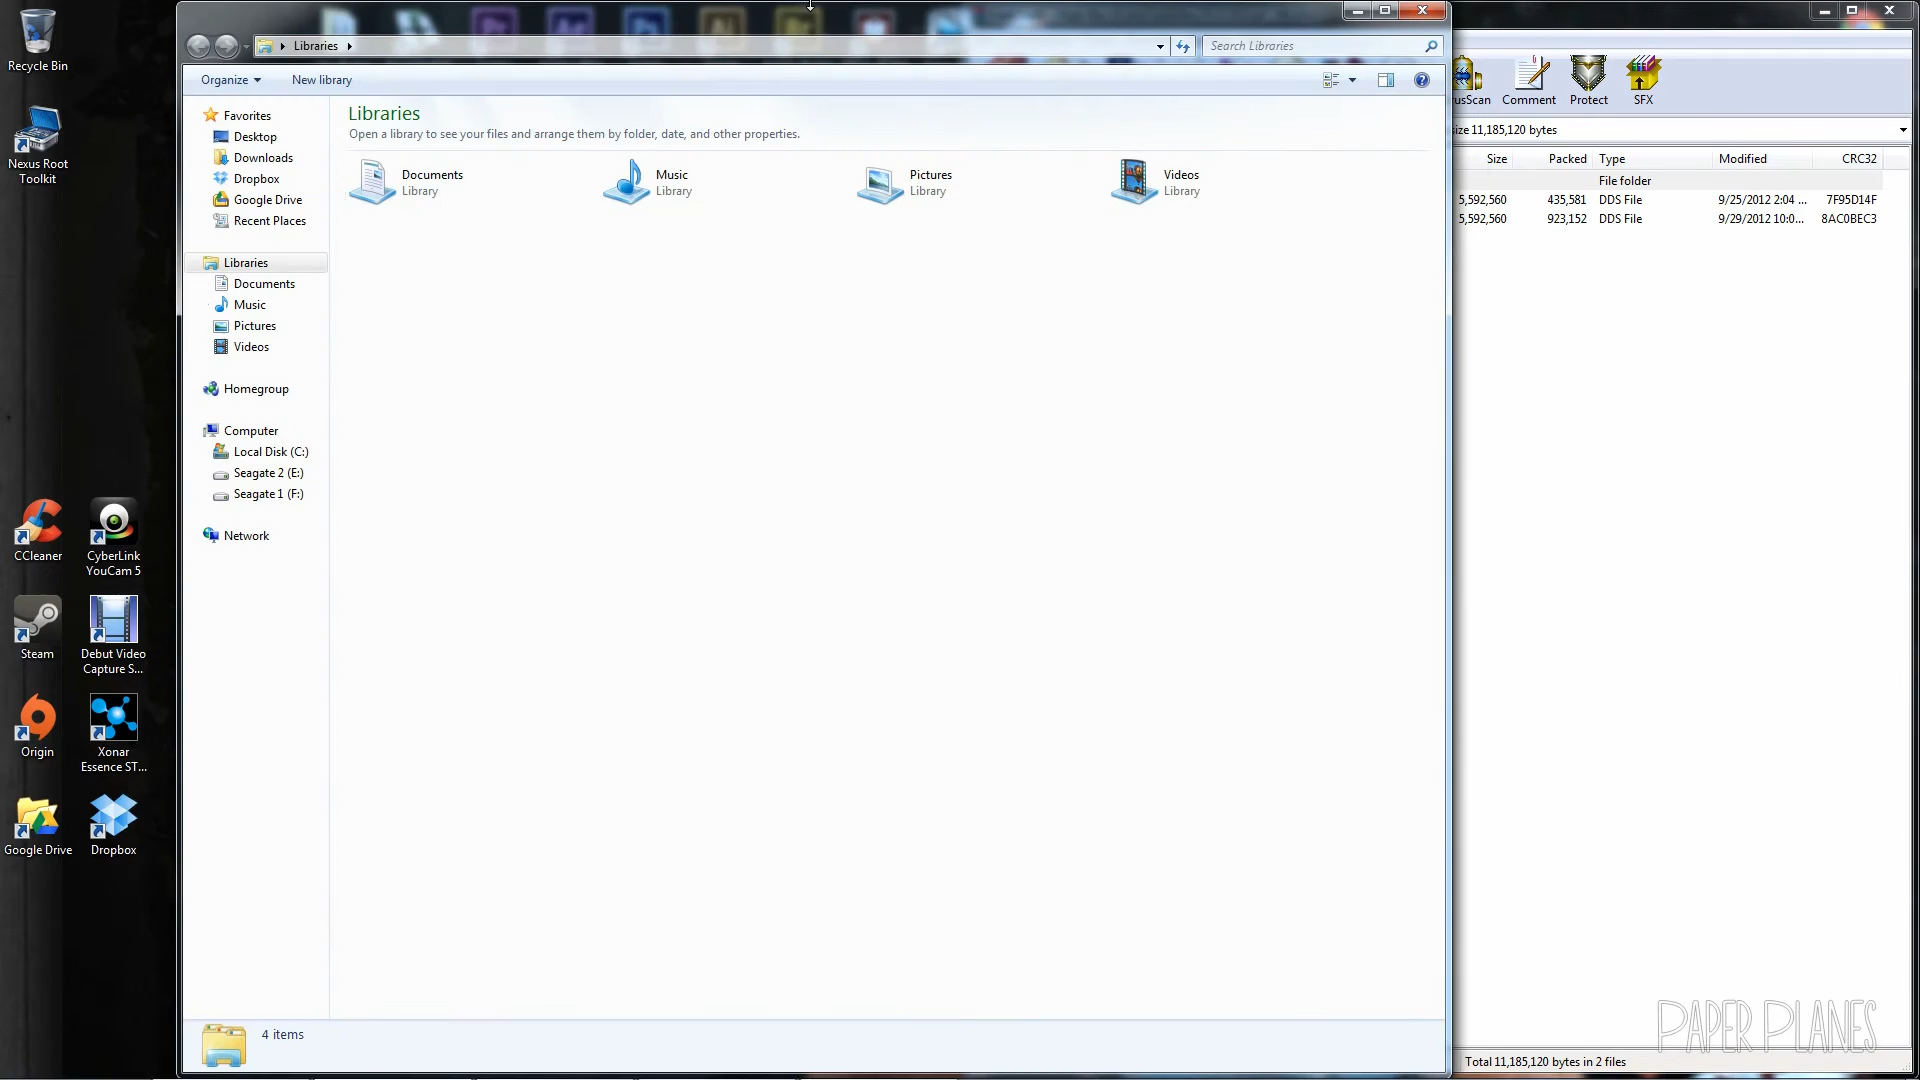 Recycle Bin
Nexus Root
Toolkit
CCleaner
CyberLink
YouCam 5
Steam
Debut Video
Capture S...
Origin
Xonar
Essence ST...
Google Drive
Dropbox
Libraries
Search Libraries
Organize
New library
Favorites
Desktop
Downloads
Dropbox
Google Drive
Recent Places
Libraries
Documents
Music
Pictures
Videos
Homegroup
Computer
Local Disk (C:)
Seagate 2 (E:)
Seagate 1 (F:)
Network
Libraries
Open a library to see your files and arrange them by folder, date, and other properties.
Documents
Library
Music
Library
Pictures
Library
Videos
Library
4 items
Comment
Protect
SFX
11,185,120 bytes
Size Packed Type Modified CRC32
File folder
5,592,560 435,581 DDS File 9/25/2012 2:04 ... 7F95D14F
5,592,560 923,152 DDS File 9/29/2012 10:0... 8AC0BEC3
PAPER PLANES
Total 11,185,120 bytes in 2 files